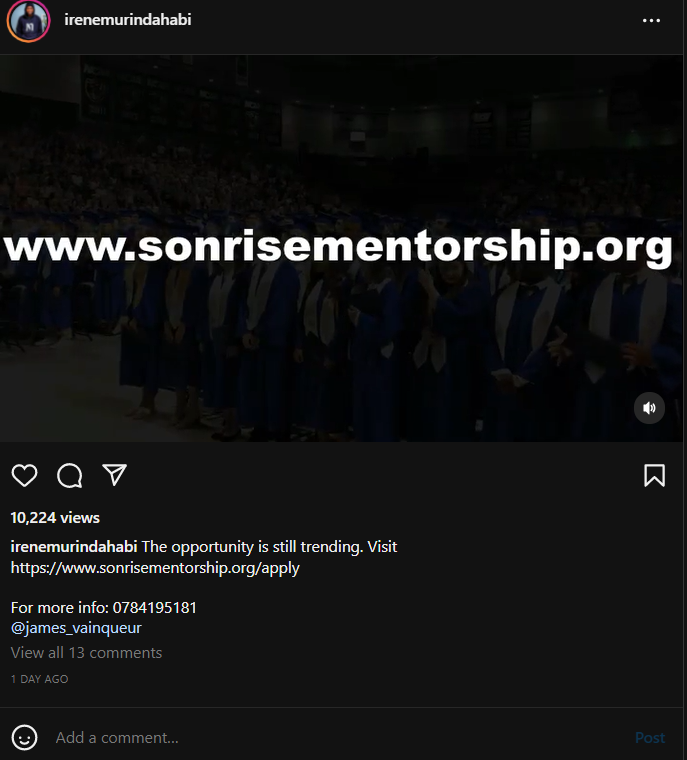 irenemurindahabi
www.sonrisementorship.org
10,224 views
irenemurindahabi The opportunity is still trending. Visit
https://www.sonrisementorship.org/apply
For more info: 0784195181
@james_vainqueur
View all 13 comments
1 DAY AGO
Add a comment...
Post